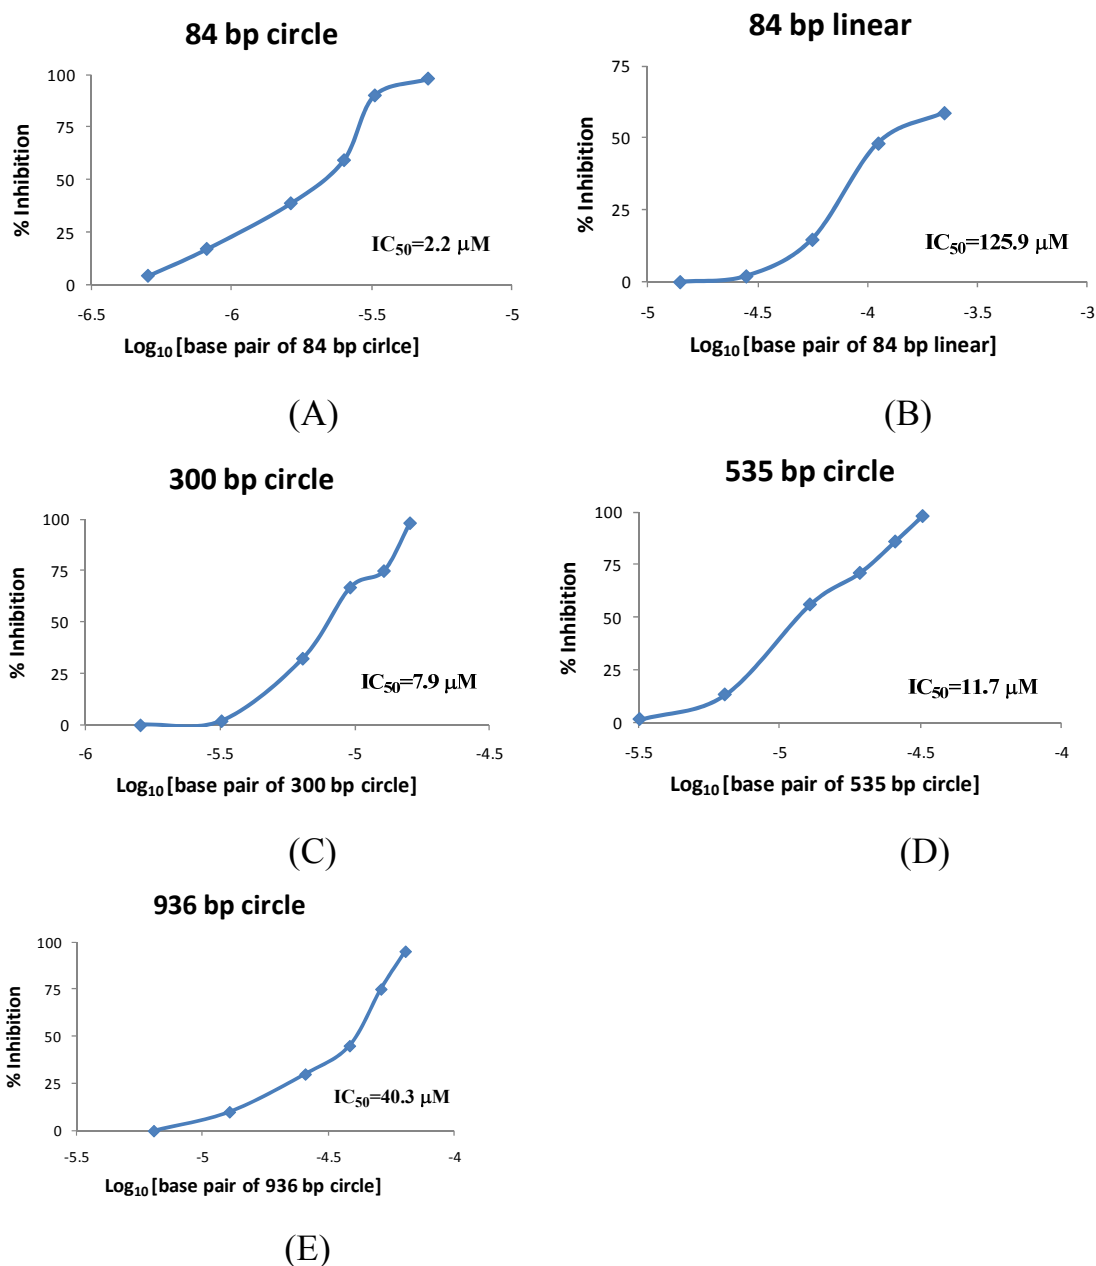 84 bp circle
100
75
50
25
0
% Inhibition
IC50=2.2 μM
-6.5 -6 -5.5 -5
Log10 [base pair of 84 bp cirlce]
(A)
84 bp linear
75
50
25
0
% Inhibition
IC50=125.9 μM
-5 -4.5 -4 -3.5 -3
Log10 [base pair of 84 bp linear]
(B)
300 bp circle
100
75
50
25
0
% Inhibition
IC50=7.9 μM
-6 -5.5 -5 -4.5
Log10 [base pair of 300 bp circle]
(C)
535 bp circle
100
75
50
25
0
% Inhibition
IC50=11.7 μM
-5.5 -5 -4.5 -4
Log10 [base pair of 535 bp circle]
(D)
936 bp circle
100
75
50
25
0
% Inhibition
IC50=40.3 μM
-5.5 -5 -4.5 -4
Log10 [base pair of 936 bp circle]
(E)